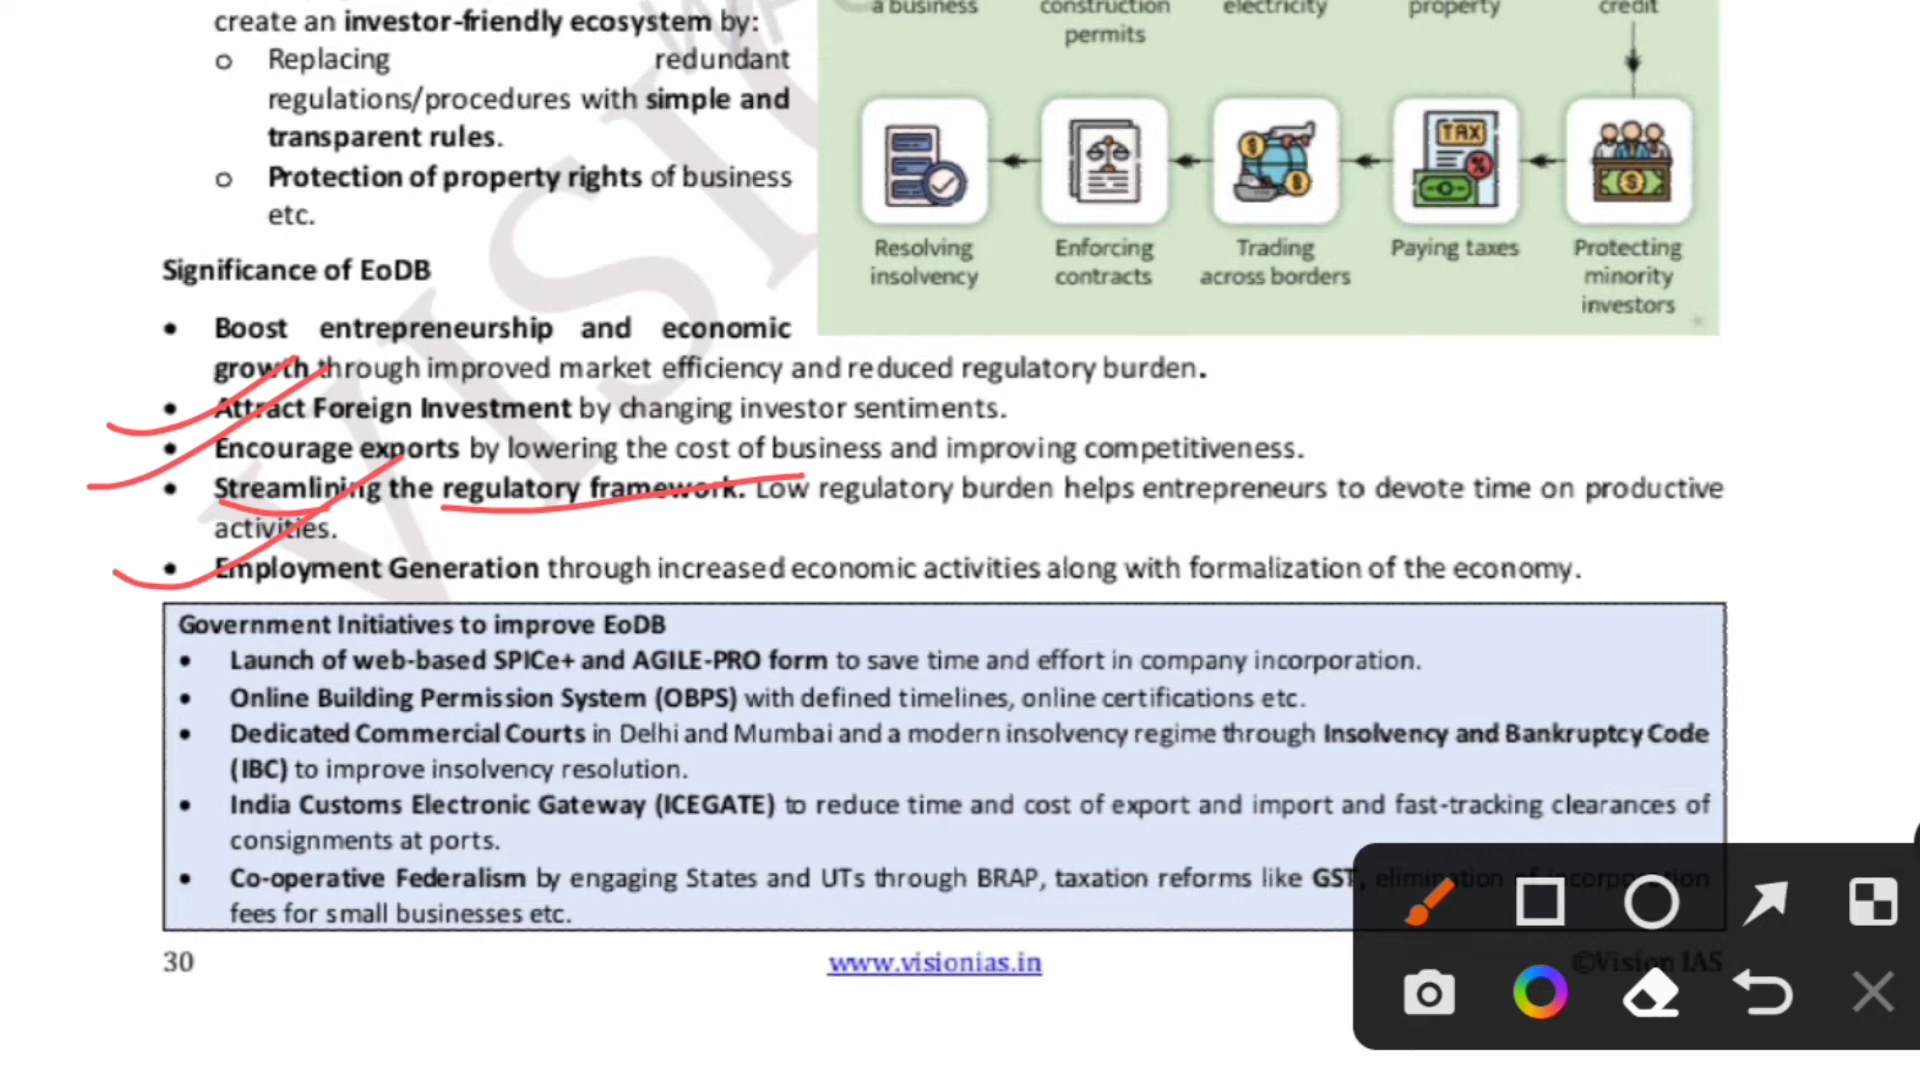 create an investor-friendly ecosystem by:
o Replacing redundant
regulations/procedures with simple and
transparent rules.
o Protection of property rights of business
etc.
a business
construction
permits
electricity
property
credit
TAX
Resolving
insolvency
Enforcing
contracts
Trading
across borders
Paying taxes
Protecting
minority
investors
Significance of EoDB
• Boost entrepreneurship and economic
growth through improved market efficiency and reduced regulatory burden.
• Attract Foreign Investment by changing investor sentiments.
• Encourage exports by lowering the cost of business and improving competitiveness.
• Streamlining the regulatory framework. Low regulatory burden helps entrepreneurs to devote time on productive
activities.
• Employment Generation through increased economic activities along with formalization of the economy.
Government Initiatives to improve EoDB
• Launch of web-based SPICe+ and AGILE-PRO form to save time and effort in company incorporation.
• Online Building Permission System (OBPS) with defined timelines, online certifications etc.
• Dedicated Commercial Courts in Delhi and Mumbai and a modern insolvency regime through Insolvency and Bankruptcy Code
(IBC) to improve insolvency resolution.
• India Customs Electronic Gateway (ICEGATE) to reduce time and cost of export and import and fast-tracking clearances of
consignments at ports.
• Co-operative Federalism by engaging States and UTs through BRAP, taxation reforms like GST, elimination of incorporation
fees for small businesses etc.
30
www.visionias.in
©Vision IAS